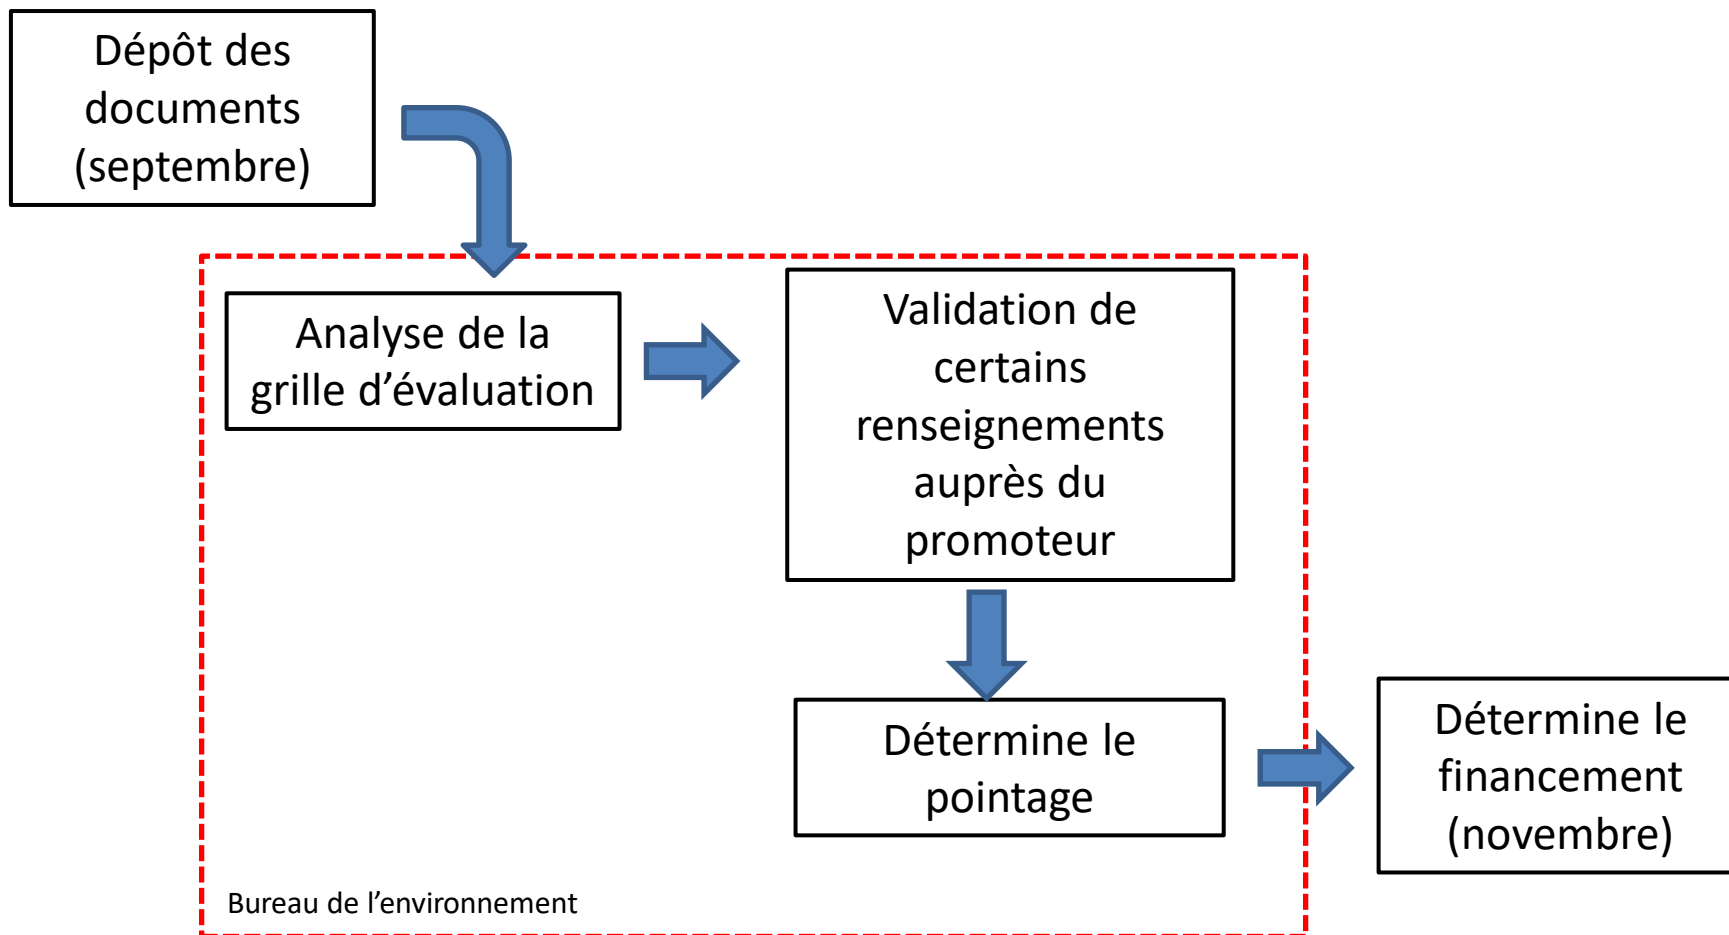 Dépôt des
documents
(septembre)
Analyse de la
grille d’évaluation
Validation de
certains
renseignements
auprès du
promoteur
Détermine le
pointage
Détermine le
financement
(novembre)
Bureau de l’environnement